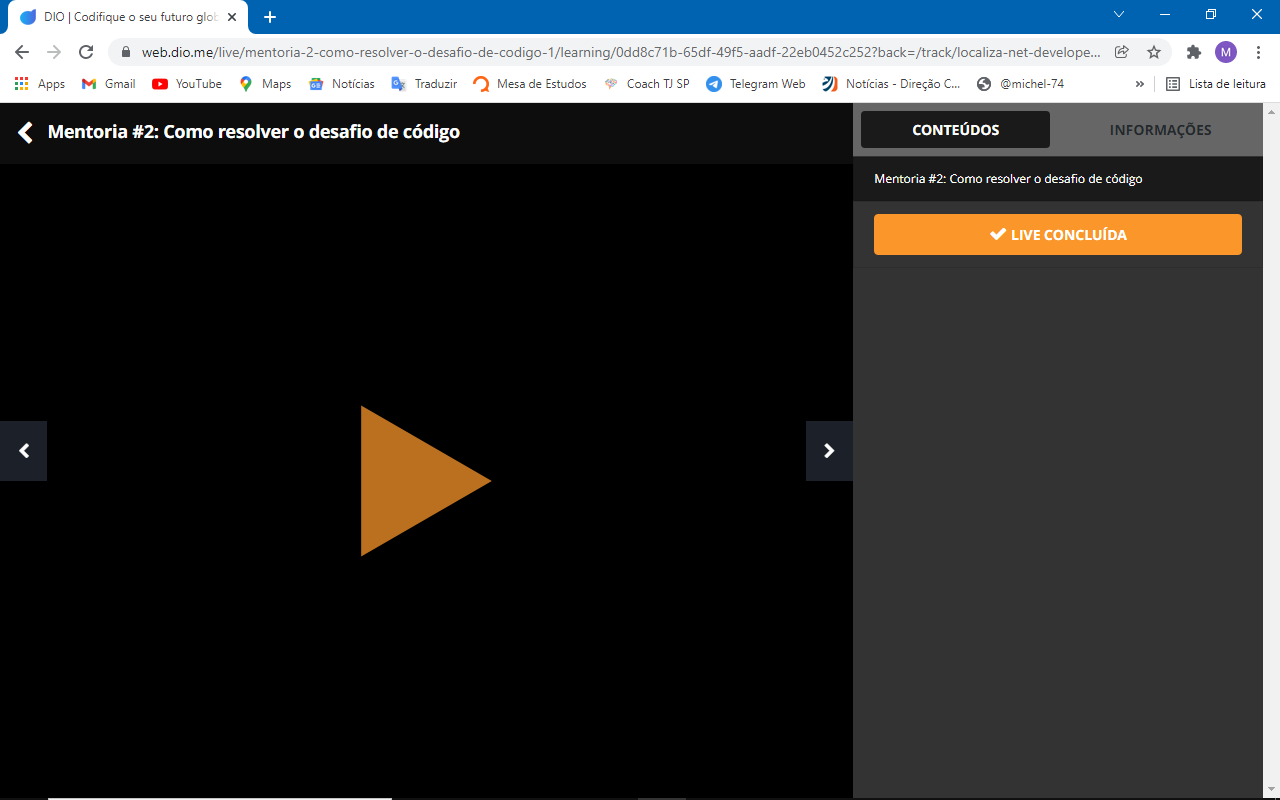 DIO | Codifique o seu futuro glob
web.dio.me/live/mentoria-2-como-resolver-o-desafio-de-codigo-1/learning/0dd8c71b-65df-49f5-aadf-22eb0452c252?back=/track/localiza-net-develope...
M
Apps Gmail YouTube Maps Notícias Traduzir Mesa de Estudos Coach TJ SP Telegram Web Notícias - Direção C... @michel-74 » Lista de leitura
Mentoria #2: Como resolver o desafio de código
CONTEÚDOS INFORMAÇÕES
Mentoria #2: Como resolver o desafio de código
LIVE CONCLUÍDA